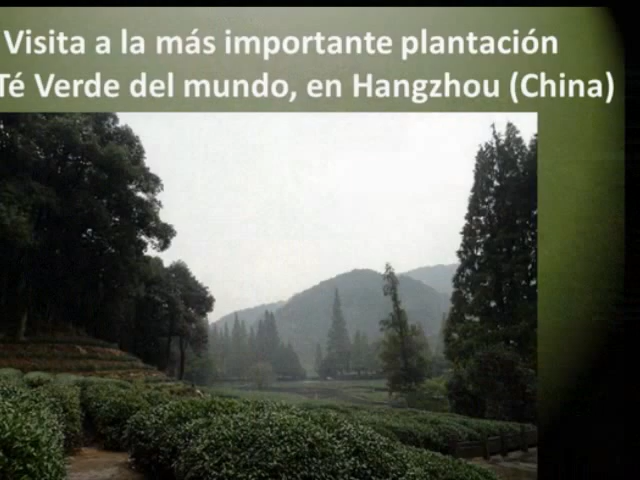 Visita a la más importante plantación
Té Verde del mundo, en Hangzhou (China)